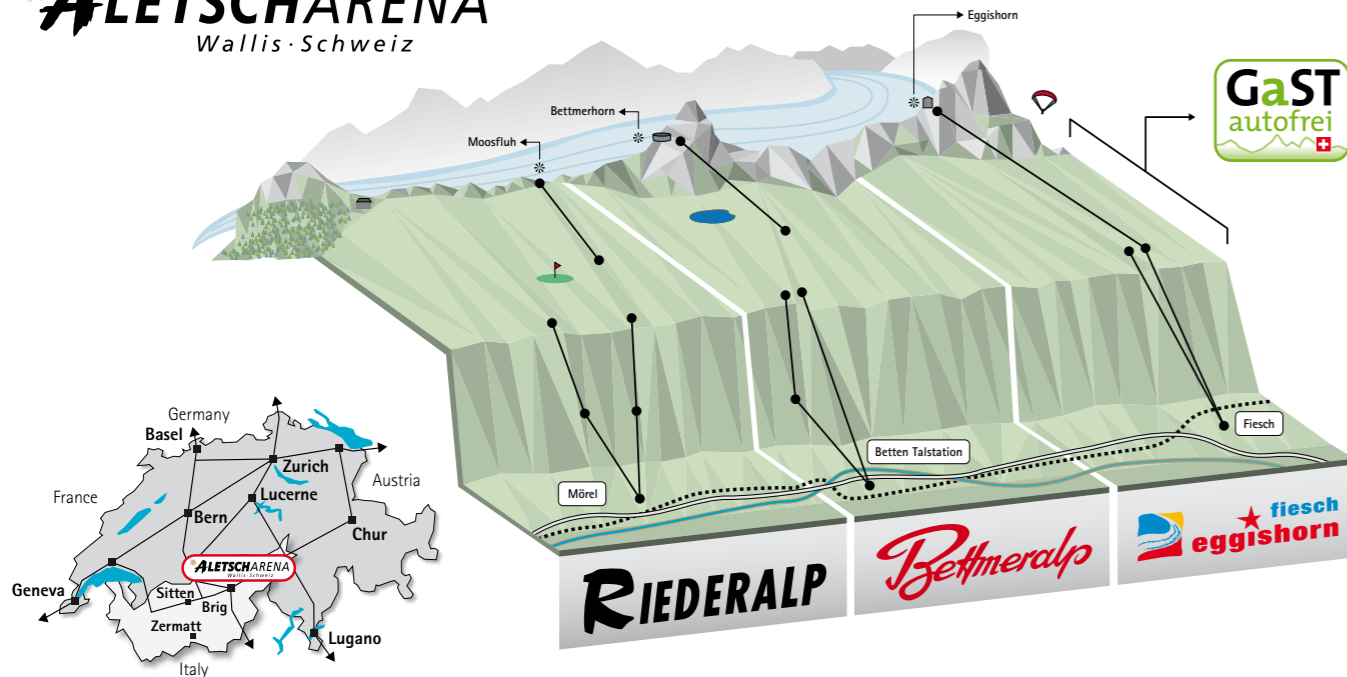 ALETSCHARENA
Wallis · Schweiz
Eggishorn
Bettmerhorn
Moosfluh
GaST
autofrei
Germany
Basel
Zurich
Austria
France
Lucerne
Bern
Chur
ALETSCHARENA
Wallis · Schweiz
Geneva
Sitten
Brig
Zermatt
Lugano
Italy
Mörel
Betten Talstation
Fiesch
RIEDERALP
Bettmeralp
fiesch
eggishorn